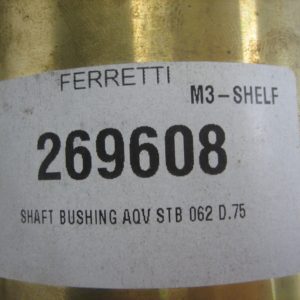 FERRETTI
M3-SHELF
269608
SHAFT BUSHING AQV STB 062 D.75